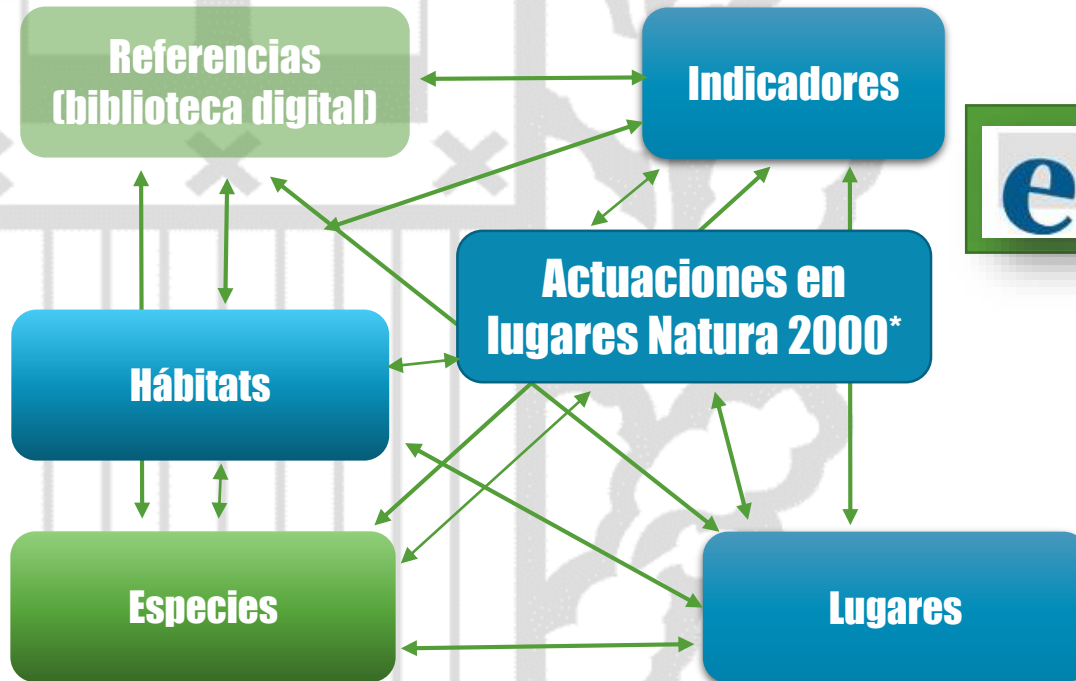 Referencias
(biblioteca digital)
Indicadores
e
Actuaciones en
lugares Natura 2000*
Hábitats
Especies
Lugares